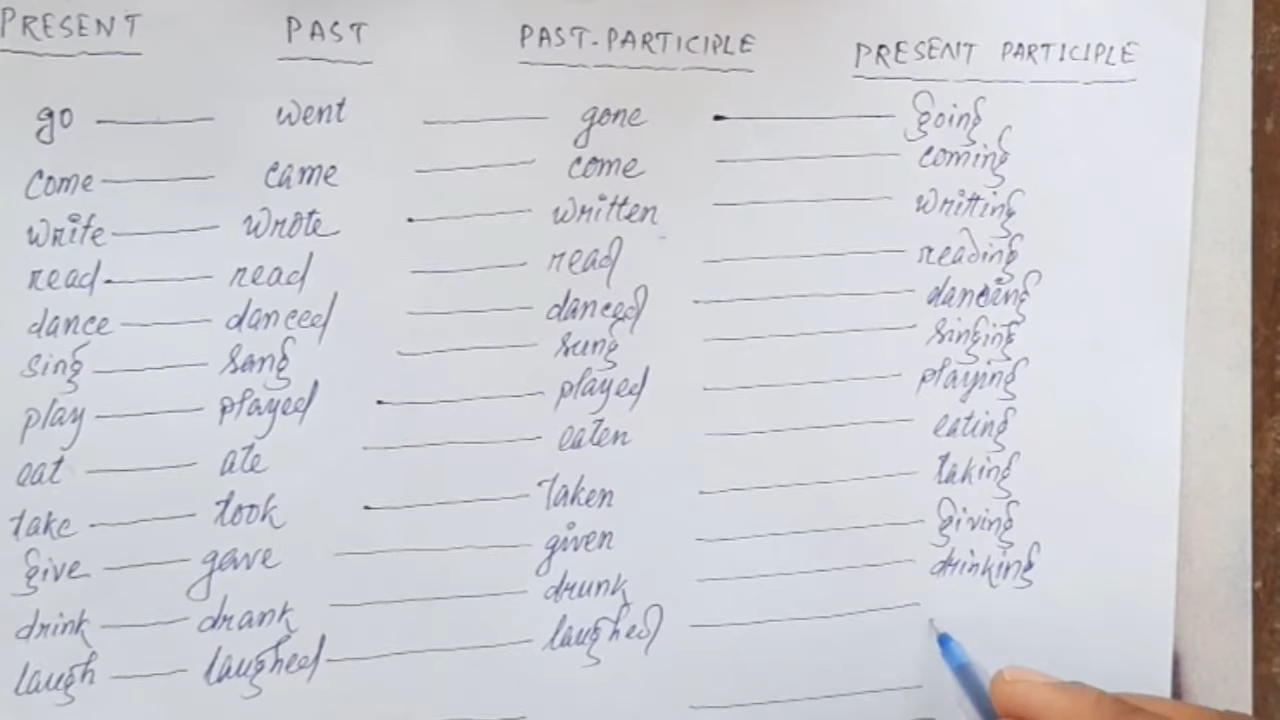 PRESENT PAST PAST-PARTICIPLE PRESENT PARTICIPLE
go went gone going
come came come coming
write wrote written writting
read read read reading
dance danced danced dancing
sing sang sung singing
play played played playing
eat ate eaten eating
take took taken taking
give gave given giving
drink drank drunk drinking
laugh laughed laughed